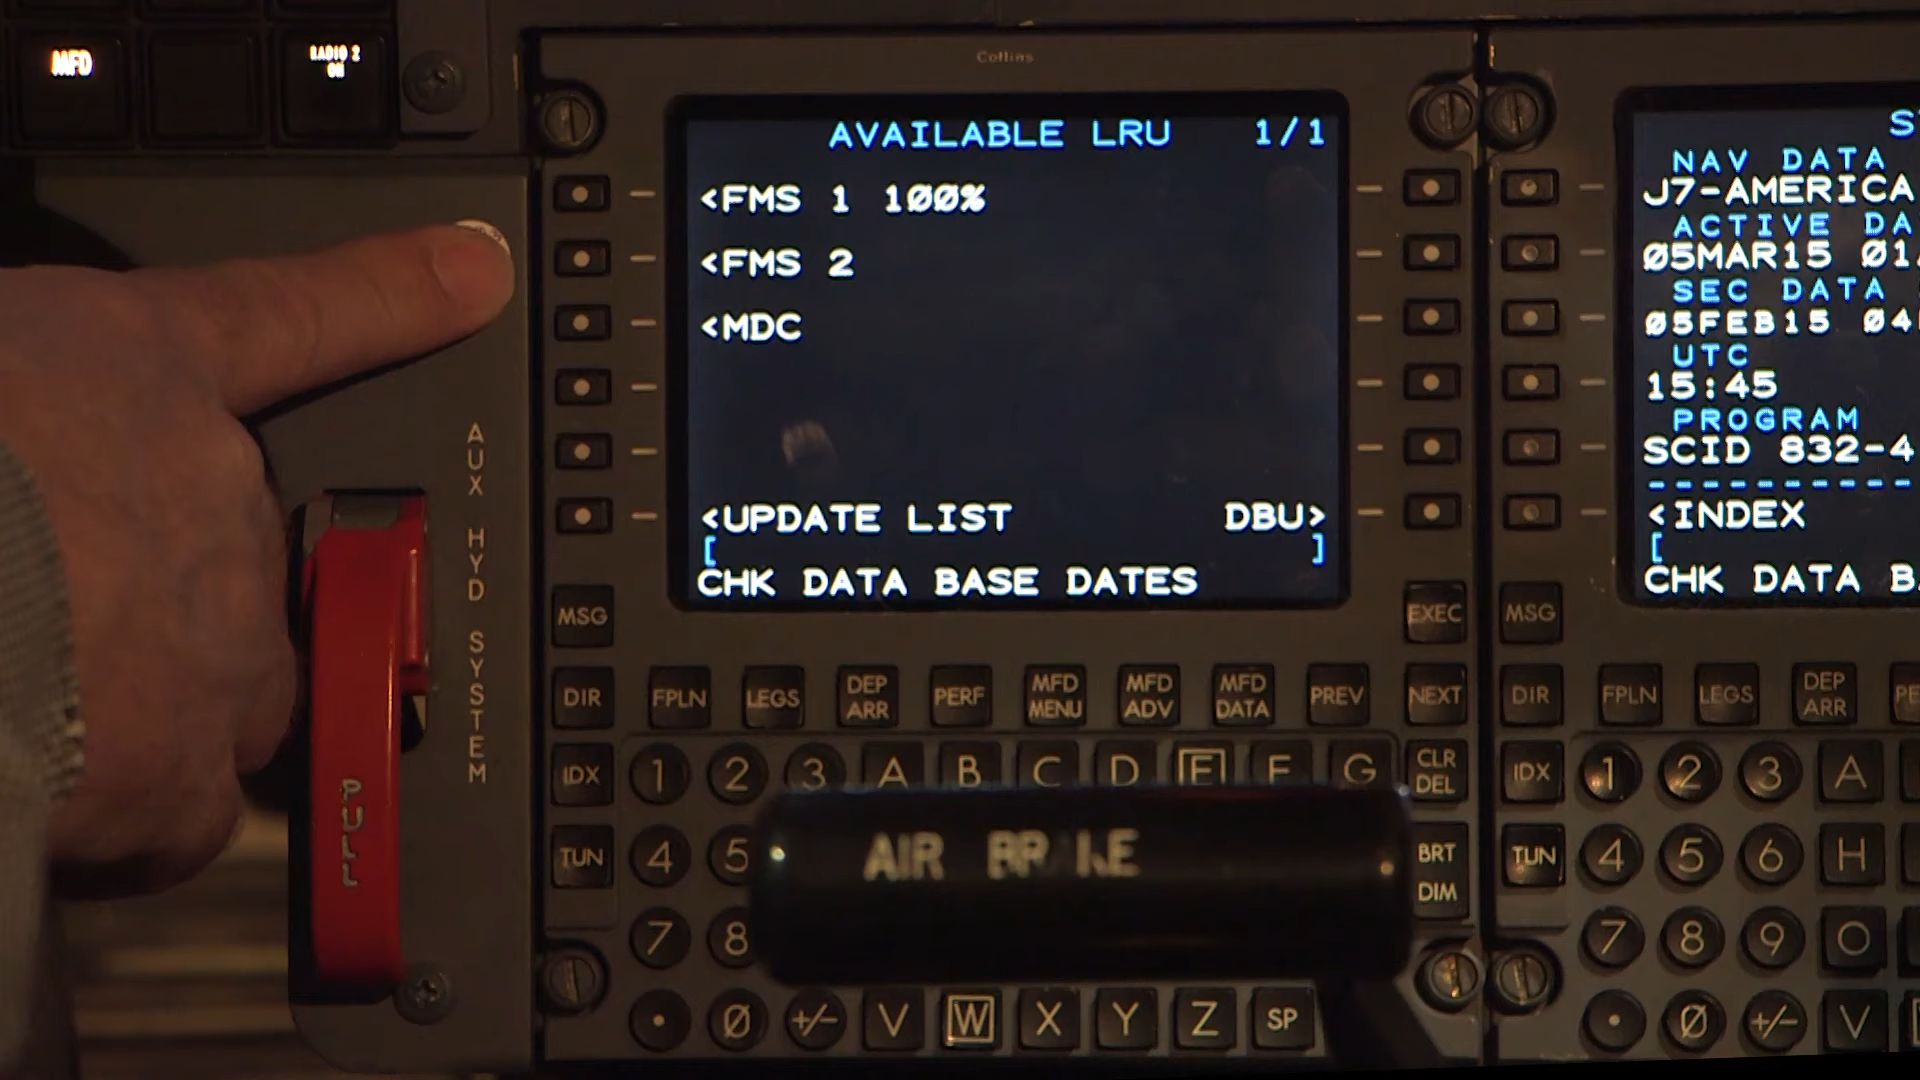 MFD
RADIO 2
ON
Collins
AVAILABLE LRU 1/1
<FMS 1 100%
<FMS 2
<MDC
<UPDATE LIST DBU>
[ ]
CHK DATA BASE DATES
NAV DATA
J7-AMERICA
ACTIVE DA
05MAR15 01
SEC DATA
05FEB15 04
UTC
15:45
PROGRAM
SCID 832-4
----------
<INDEX
[
CHK DATA B
AUX HYD SYSTEM
PULL
MSG
EXEC
DIR
FPLN
LEGS
DEP
ARR
PERF
MFD
MENU
MFD
ADV
MFD
DATA
PREV
NEXT
IDX
1 2 3 A B C D E F G
CLR
DEL
TUN
4 5
BRT
DIM
7 8
. 0 +/- V W X Y Z SP
AIR BRAKE
MSG
DIR
FPLN
LEGS
DEP
ARR
PE
IDX
1 2 3 A
TUN
4 5 6 H
7 8 9 O
. 0 +/- V